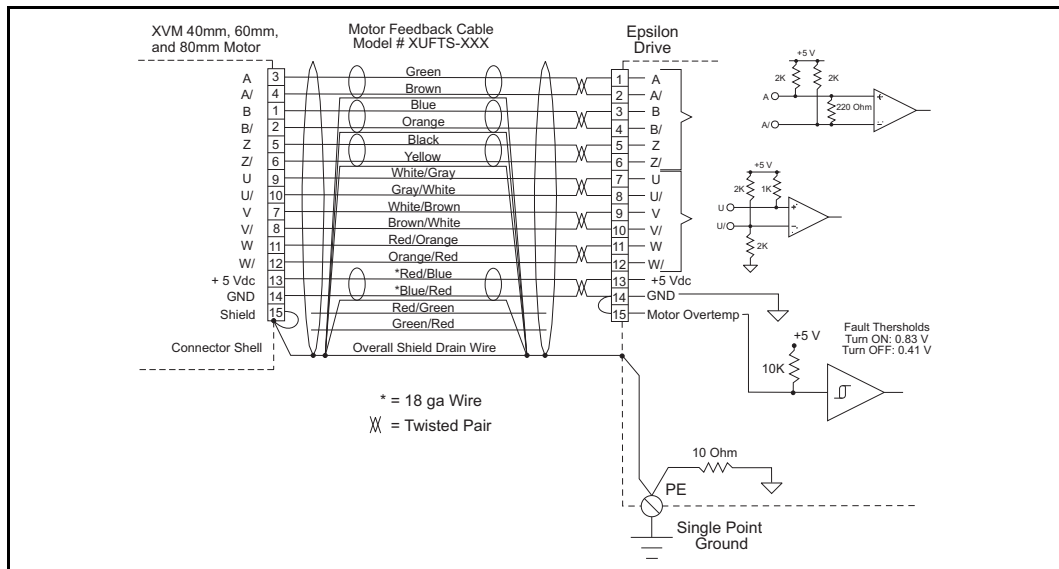 XVM 40mm, 60mm,
and 80mm Motor
Motor Feedback Cable
Model # XUFTS-XXX
Epsilon
Drive
A 3 Green 1 A
A/ 4 Brown 2 A/
B 1 Blue 3 B
B/ 2 Orange 4 B/
Z 5 Black 5 Z
Z/ 6 Yellow 6 Z/
U 9 White/Gray 7 U
U/ 10 Gray/White 8 U/
V 7 White/Brown 9 V
V/ 8 Brown/White 10 V/
W 11 Red/Orange 11 W
W/ 12 Orange/Red 12 W/
+ 5 Vdc 13 *Red/Blue 13 +5 Vdc
GND 14 *Blue/Red 14 GND
Shield 15 Red/Green 15 Motor Overtemp
Green/Red
Connector Shell
Overall Shield Drain Wire
* = 18 ga Wire
= Twisted Pair
+5 V
2K 2K
A
220 Ohm
A/
+
-
+5 V
2K 1K
U
U/
+
-
2K
+5 V
10K
Fault Thersholds
Turn ON: 0.83 V
Turn OFF: 0.41 V
10 Ohm
PE
Single Point
Ground